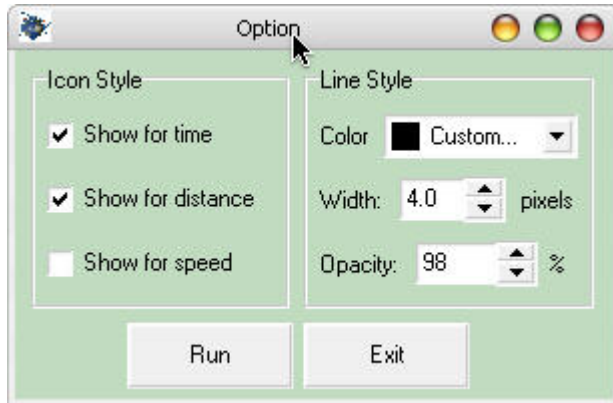 Option
Icon Style
Show for time
Show for distance
Show for speed
Line Style
Color Custom...
Width: 4.0 pixels
Opacity: 98 %
Run Exit